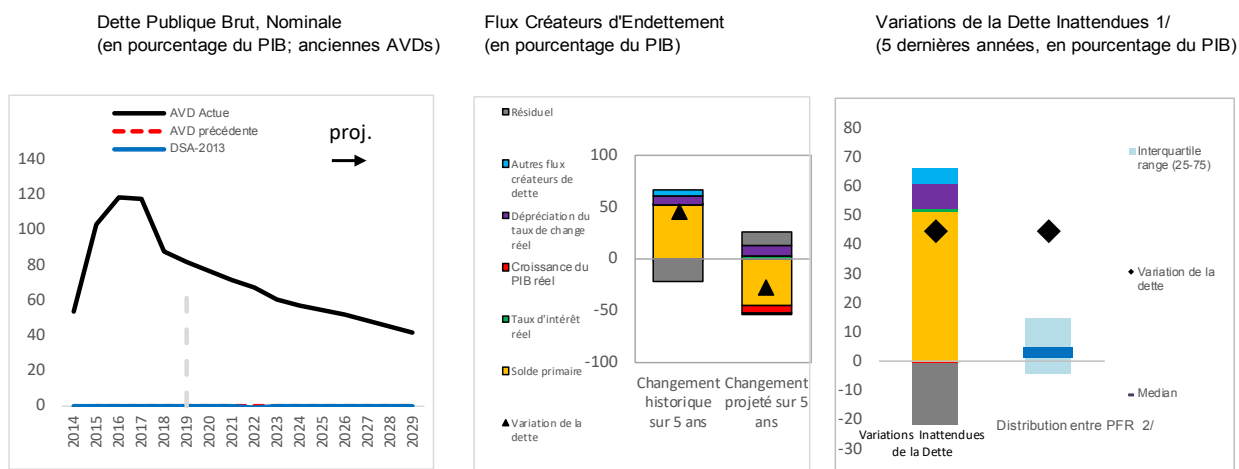 Dette Publique Brut, Nominale
(en pourcentage du PIB; anciennes AVDs)
AVD Actue
AVD précédente
DSA-2013
proj.
140
120
100
80
60
40
20
0
2014
2015
2016
2017
2018
2019
2020
2021
2022
2023
2024
2025
2026
2027
2028
2029
Flux Créateurs d'Endettement
(en pourcentage du PIB)
Résiduel
Autres flux
créateurs de
dette
Dépréciation du
taux de change
réel
Croissance du
PIB réel
Taux d'intérêt
réel
Solde primaire
Variation de la
dette
100
50
0
-50
-100
Changement
historique
sur 5 ans
Changement
projeté sur 5
ans
Variations de la Dette Inattendues 1/
(5 dernières années, en pourcentage du PIB)
80
70
60
50
40
30
20
10
0
-10
-20
-30
Interquartile
range (25-75)
Variation de la
dette
Median
Variations Inattendues
de la Dette
Distribution entre PFR 2/